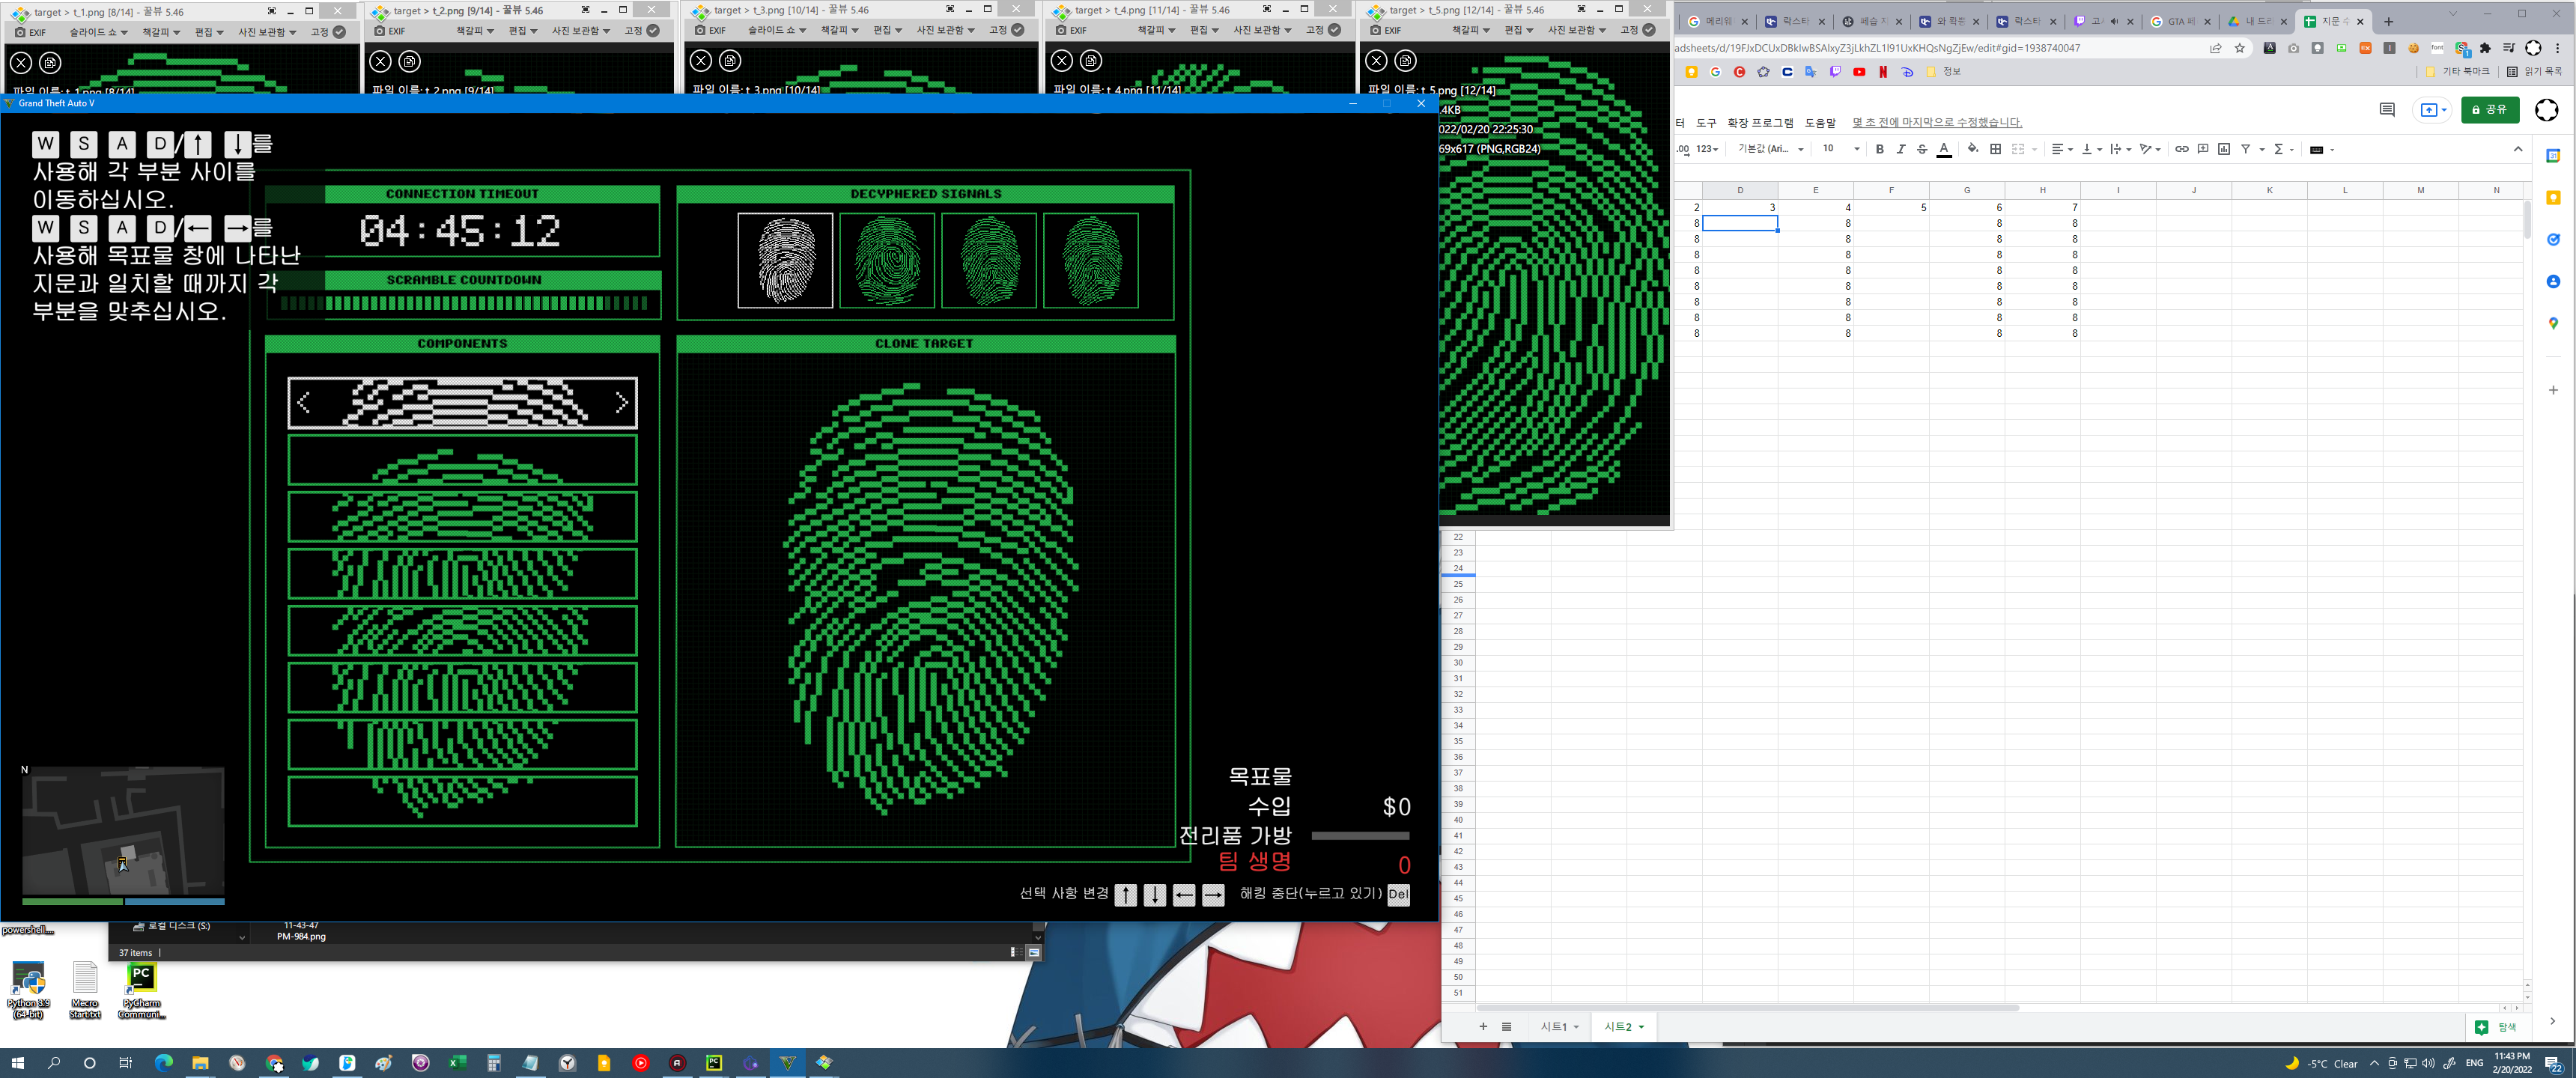 target > t_1.png [8/14] - 꿀뷰 5.46
EXIF 슬라이드 쇼 책갈피 편집 사진 보관함 고정
파일 이름: t_1.png [8/14]
target > t_2.png [9/14] - 꿀뷰 5.46
EXIF 책갈피 편집 사진 보관함 고정
파일 이름: t_2.png [9/14]
target > t_3.png [10/14] - 꿀뷰 5.46
EXIF 슬라이드 쇼 책갈피 편집 사진 보관함 고정
파일 이름: t_3.png [10/14]
target > t_4.png [11/14] - 꿀뷰 5.46
EXIF 책갈피 편집 사진 보관함 고정
파일 이름: t_4.png [11/14]
target > t_5.png [12/14] - 꿀뷰 5.46
EXIF 책갈피 편집 사진 보관함 고정
파일 이름: t_5.png [12/14]
.4KB
022/02/20 22:25:30
69x617 (PNG,RGB24)
Grand Theft Auto V
W S A D/↑ ↓를
사용해 각 부분 사이를
이동하십시오.
W S A D/← →를
사용해 목표물 창에 나타난
지문과 일치할 때까지 각
부분을 맞추십시오.
CONNECTION TIMEOUT
04:45:12
SCRAMBLE COUNTDOWN
DECYPHERED SIGNALS
COMPONENTS
CLONE TARGET
N
목표물
수입 $0
전리품 가방
팀 생명 0
선택 사항 변경 ↑ ↓ ← → 해킹 중단(누르고 있기) Del
메리워 락스타 페습 지 와 확률 락스타 고 GTA 페 내 드라 지문 수
adsheets/d/19FJxDCUxDBkIwBSAlxyZ3jLkhZL1l91UxKHQsNgZjEw/edit#gid=1938740047
정보 기타 북마크 읽기 목록
터 도구 확장 프로그램 도움말 몇 초 전에 마지막으로 수정했습니다. 공유
.00 123 기본값 (Ari... 10 B I S A
D E F G H I J K L M N
2 3 4 5 6 7
8 8 8 8
8 8 8 8
8 8 8 8
8 8 8 8
8 8 8 8
8 8 8 8
8 8 8 8
8 8 8 8
22
23
24
25
26
27
28
29
30
31
32
33
34
35
36
37
38
39
40
41
42
43
44
45
46
47
48
49
50
51
시트1 시트2 탐색
powershell....
로컬 디스크 (S:)
11-43-47
PM-984.png
37 items
Python 3.9
(64-bit)
Mecro
Start.txt
PyCharm
Communi...
-5°C Clear ENG
11:43 PM
2/20/2022
22